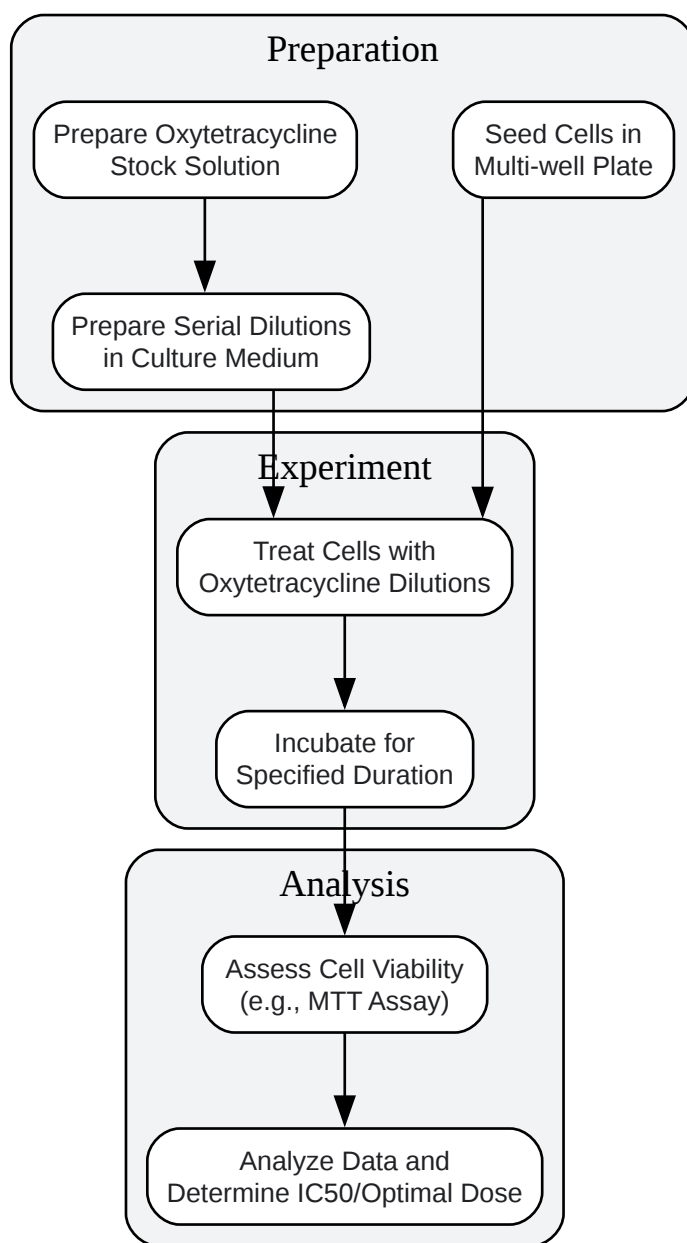 Preparation
Prepare Oxytetracycline
Stock Solution
Seed Cells in
Multi-well Plate
Prepare Serial Dilutions
in Culture Medium
Experiment
Treat Cells with
Oxytetracycline Dilutions
Incubate for
Specified Duration
Analysis
Assess Cell Viability
(e.g., MTT Assay)
Analyze Data and
Determine IC50/Optimal Dose